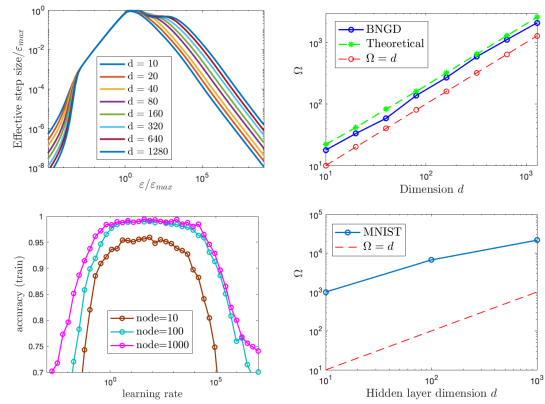 Effective step size/ε_max
10^0
10^-2
10^-4
10^-6
10^-8
d = 10
d = 20
d = 40
d = 80
d = 160
d = 320
d = 640
d = 1280
10^0
10^5
ε/ε_max
Ω
10^3
10^2
10^1
BNGD
Theoretical
Ω = d
10^1
10^2
10^3
Dimension d
accuracy (train)
1
0.95
0.9
0.85
0.8
0.75
0.7
node=10
node=100
node=1000
10^0
10^5
learning rate
Ω
10^5
10^4
10^3
10^2
10^1
MNIST
Ω = d
10^1
10^2
10^3
Hidden layer dimension d